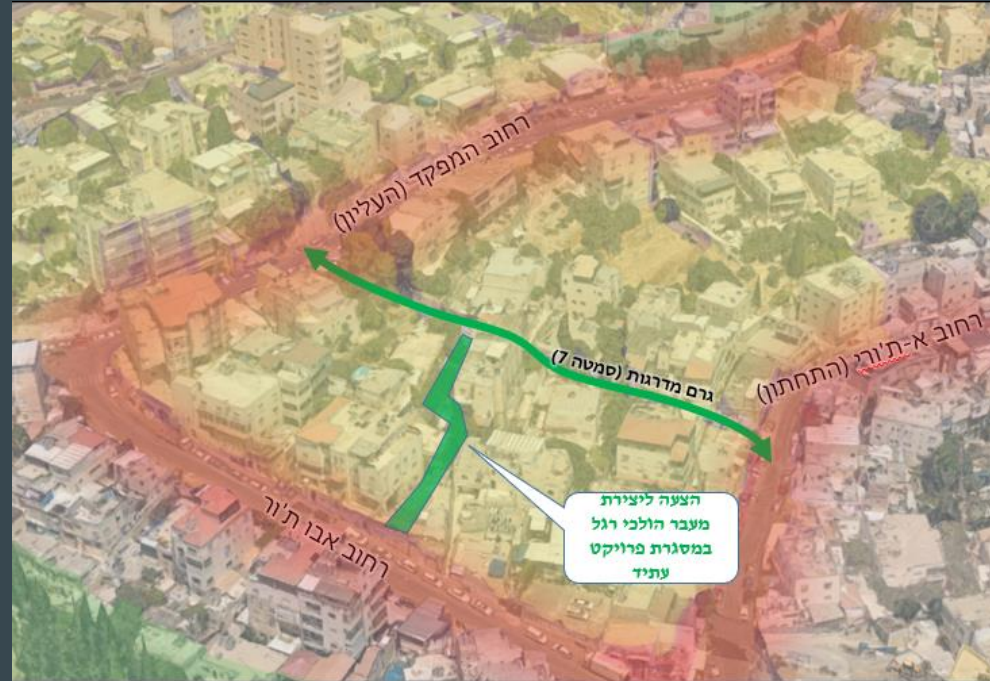 רחוב המפקד (העליון)
רחוב א-ת'ורי (התחתון)
גרם מדרגות (סמטה 7)
רחוב אבו ת'ור
הצעה ליצירת
מעבר הולכי רגל
במסגרת פרויקט
עתיד